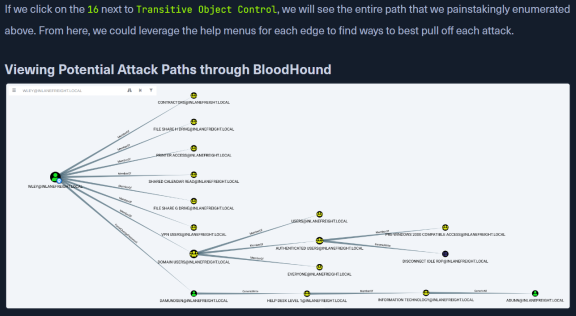 If we click on the 16 next to Transitive Object Control, we will see the entire path that we painstakingly enumerated
above. From here, we could leverage the help menus for each edge to find ways to best pull off each attack.
Viewing Potential Attack Paths through BloodHound
WLEY@INLANEFREIGHT.LOCAL
CONTRACTORS@INLANEFREIGHT.LOCAL
FILE SHARE H DRIVE@INLANEFREIGHT.LOCAL
PRINTER ACCESS@INLANEFREIGHT.LOCAL
SHARED CALENDAR READ@INLANEFREIGHT.LOCAL
WLEY@INLANEFREIGHT.LOCAL
FILE SHARE G DRIVE@INLANEFREIGHT.LOCAL
VPN USERS@INLANEFREIGHT.LOCAL
USERS@INLANEFREIGHT.LOCAL
PRE-WINDOWS 2000 COMPATIBLE ACCESS@INLANEFREIGHT.LOCAL
AUTHENTICATED USERS@INLANEFREIGHT.LOCAL
DOMAIN USERS@INLANEFREIGHT.LOCAL
DISCONNECT IDLE RDP@INLANEFREIGHT.LOCAL
EVERYONE@INLANEFREIGHT.LOCAL
DAMUNDSEN@INLANEFREIGHT.LOCAL
HELP DESK LEVEL 1@INLANEFREIGHT.LOCAL
INFORMATION TECHNOLOGY@INLANEFREIGHT.LOCAL
ADUNN@INLANEFREIGHT.LOCAL